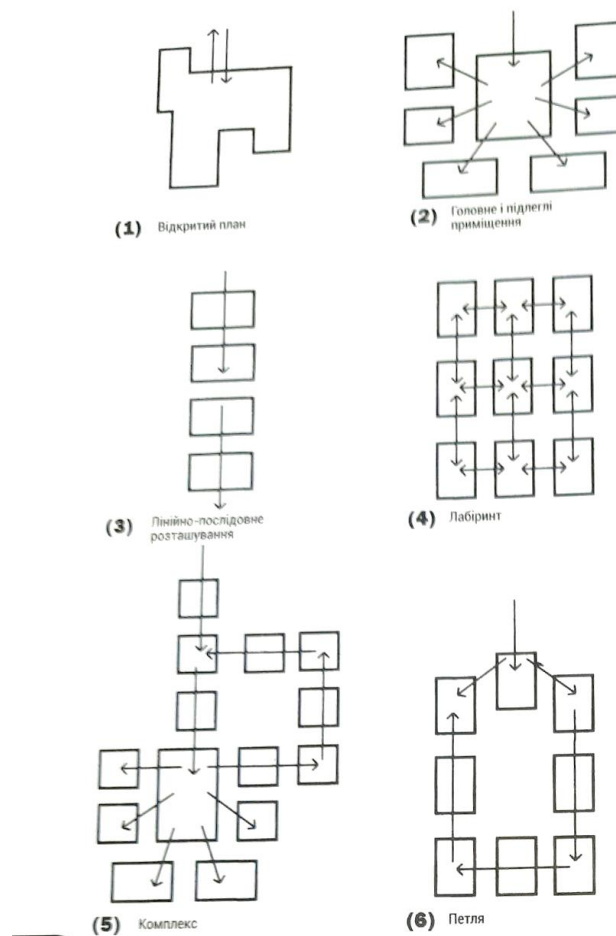 (1) Відкритий план
(2) Головне і підлеглі
приміщення
(3) Лінійно-послідовне
розташування
(4) Лабіринт
(5) Комплекс
(6) Петля